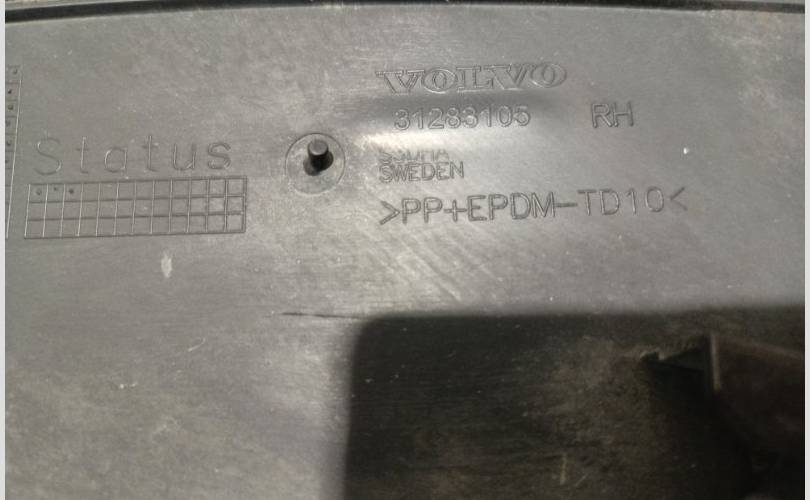 VOLVO
31283105 RH
Status
SWEDEN
>PP+EPDM-TD10<